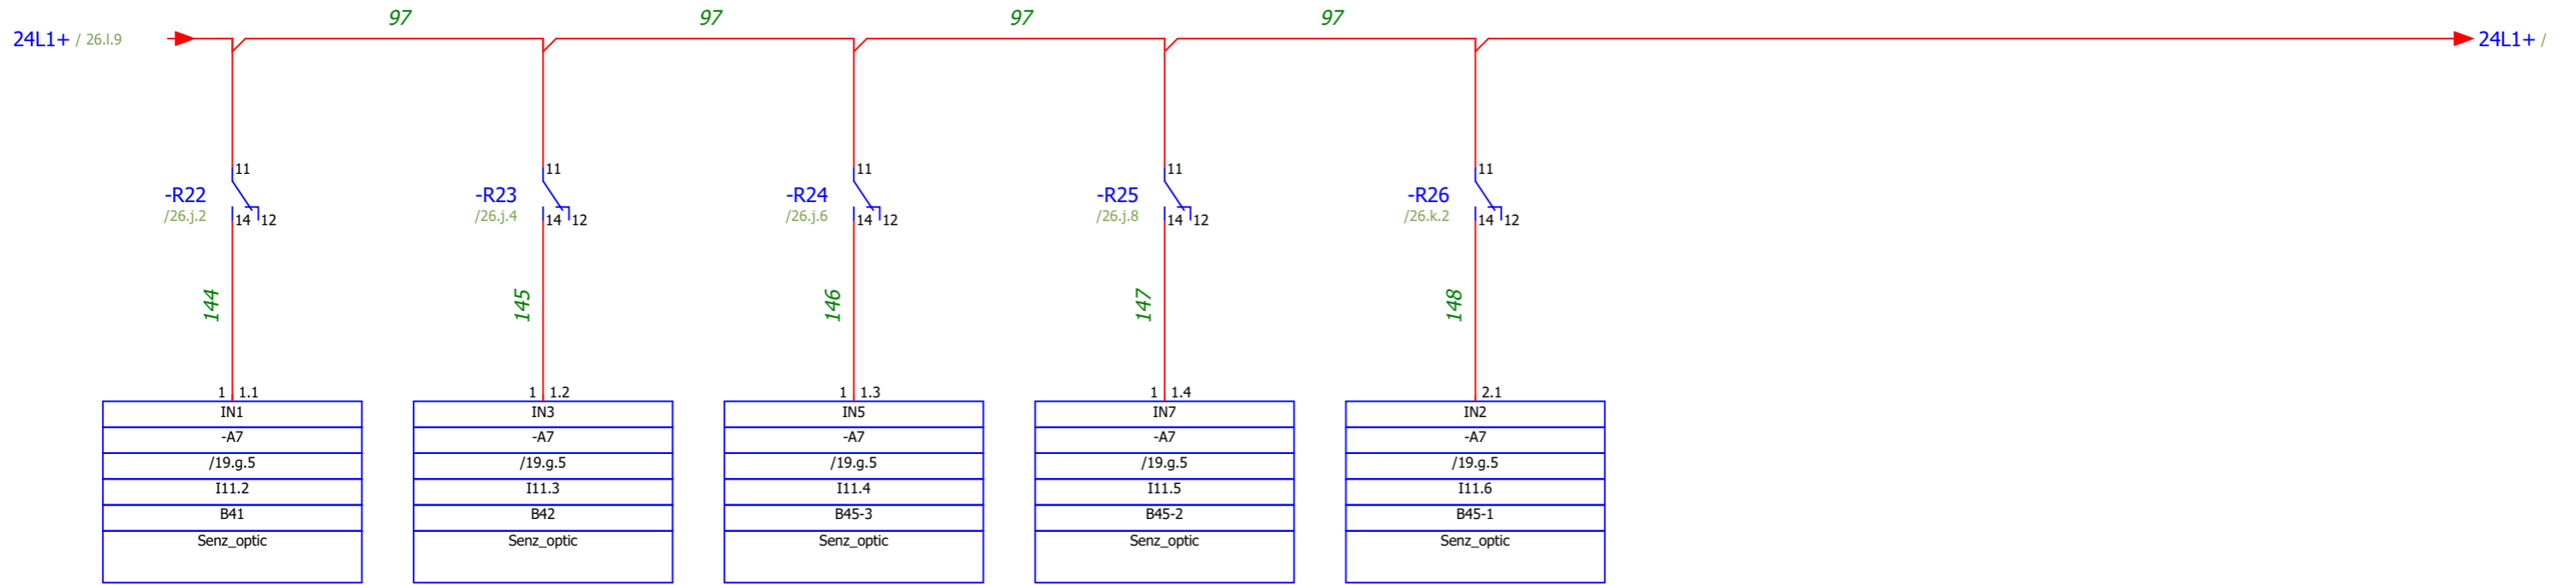 97 97 97 97
24L1+ / 26.l.9 24L1+ /
11 11 11 11 11
-R22 -R23 -R24 -R25 -R26
/26.j.2 /26.j.4 /26.j.6 /26.j.8 /26.k.2
14 12 14 12 14 12 14 12 14 12
144 145 146 147 148
1 1.1 1 1.2 1 1.3 1 1.4 2.1
IN1 IN3 IN5 IN7 IN2
-A7 -A7 -A7 -A7 -A7
/19.g.5 /19.g.5 /19.g.5 /19.g.5 /19.g.5
I11.2 I11.3 I11.4 I11.5 I11.6
B41 B42 B45-3 B45-2 B45-1
Senz_optic Senz_optic Senz_optic Senz_optic Senz_optic